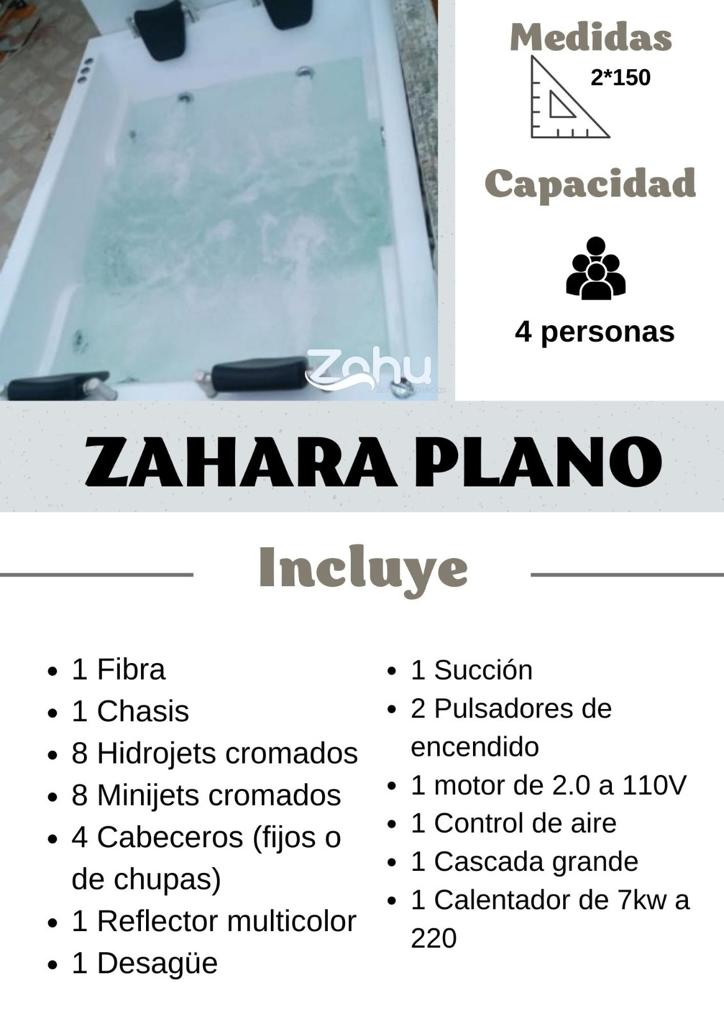 Medidas
2*150
Capacidad
4 personas
Zahu
ZAHARA PLANO
Incluye
• 1 Fibra
• 1 Chasis
• 8 Hidrojets cromados
• 8 Minijets cromados
• 4 Cabeceros (fijos o
de chupas)
• 1 Reflector multicolor
• 1 Desagüe
• 1 Succión
• 2 Pulsadores de
encendido
• 1 motor de 2.0 a 110V
• 1 Control de aire
• 1 Cascada grande
• 1 Calentador de 7kw a
220